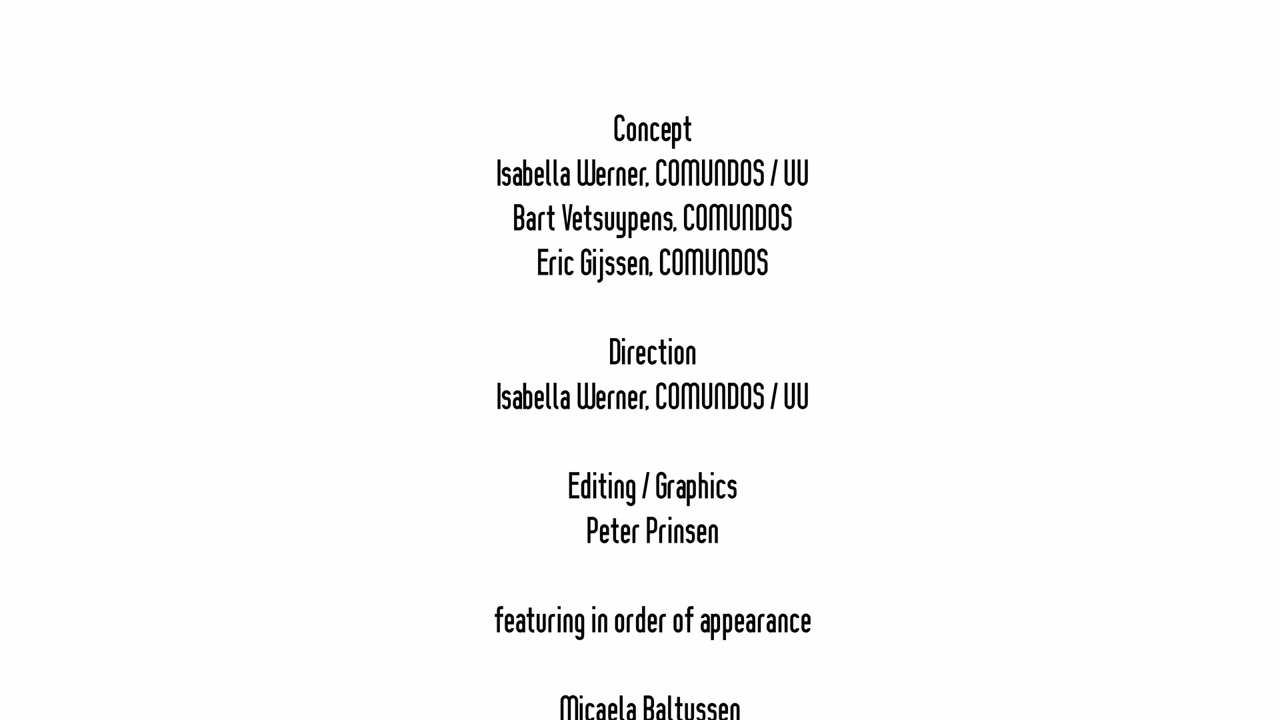 Concept
Isabella Werner, COMUNDOS / UU
Bart Vetsuypens, COMUNDOS
Eric Gijssen, COMUNDOS
Direction
Isabella Werner, COMUNDOS / UU
Editing / Graphics
Peter Prinsen
featuring in order of appearance
Micaela Baltussen